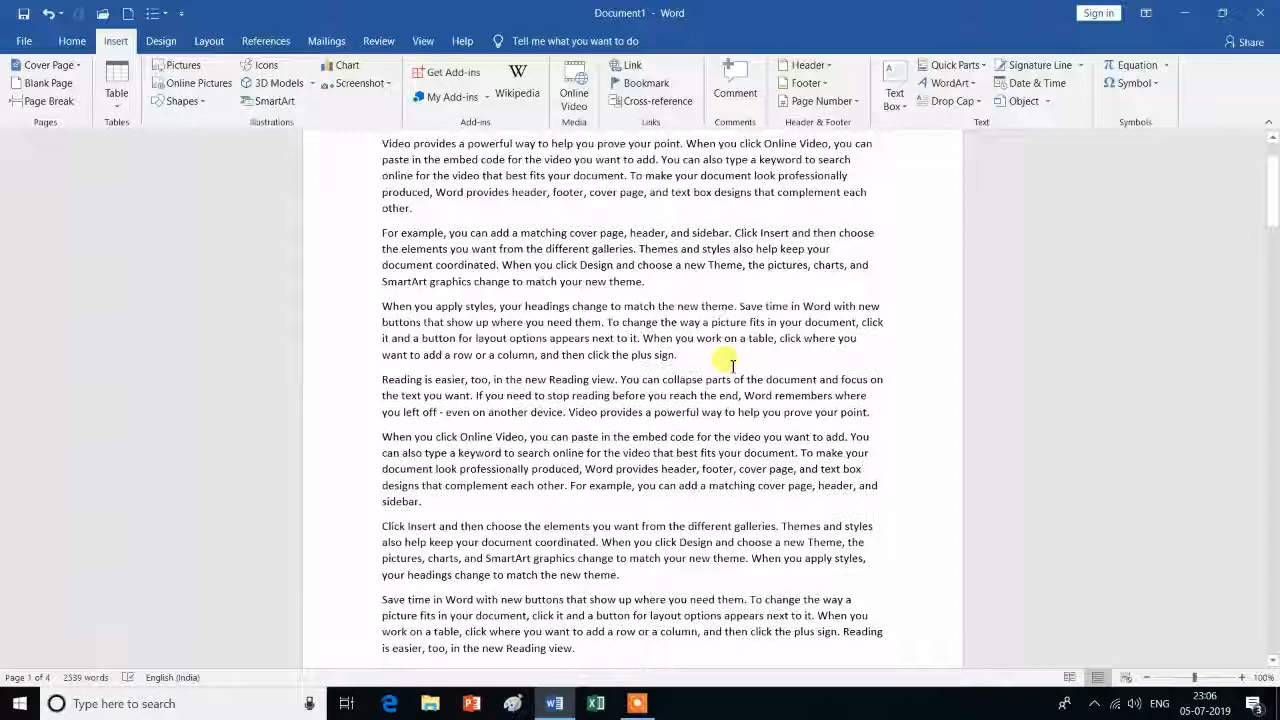 Document1 - Word
Sign in
File Home Insert Design Layout References Mailings Review View Help Tell me what you want to do Share
Cover Page Pictures Icons Chart Get Add-ins Link Header Quick Parts Signature Line Equation
Blank Page Online Pictures 3D Models Screenshot Wikipedia Bookmark Footer WordArt Date & Time Symbol
Page Break Table Shapes SmartArt My Add-ins Online Video Cross-reference Comment Page Number Text Box Drop Cap Object
Pages Tables Illustrations Add-ins Media Links Comments Header & Footer Text Symbols
Video provides a powerful way to help you prove your point. When you click Online Video, you can
paste in the embed code for the video you want to add. You can also type a keyword to search
online for the video that best fits your document. To make your document look professionally
produced, Word provides header, footer, cover page, and text box designs that complement each
other.
For example, you can add a matching cover page, header, and sidebar. Click Insert and then choose
the elements you want from the different galleries. Themes and styles also help keep your
document coordinated. When you click Design and choose a new Theme, the pictures, charts, and
SmartArt graphics change to match your new theme.
When you apply styles, your headings change to match the new theme. Save time in Word with new
buttons that show up where you need them. To change the way a picture fits in your document, click
it and a button for layout options appears next to it. When you work on a table, click where you
want to add a row or a column, and then click the plus sign.
Reading is easier, too, in the new Reading view. You can collapse parts of the document and focus on
the text you want. If you need to stop reading before you reach the end, Word remembers where
you left off - even on another device. Video provides a powerful way to help you prove your point.
When you click Online Video, you can paste in the embed code for the video you want to add. You
can also type a keyword to search online for the video that best fits your document. To make your
document look professionally produced, Word provides header, footer, cover page, and text box
designs that complement each other. For example, you can add a matching cover page, header, and
sidebar.
Click Insert and then choose the elements you want from the different galleries. Themes and styles
also help keep your document coordinated. When you click Design and choose a new Theme, the
pictures, charts, and SmartArt graphics change to match your new theme. When you apply styles,
your headings change to match the new theme.
Save time in Word with new buttons that show up where you need them. To change the way a
picture fits in your document, click it and a button for layout options appears next to it. When you
work on a table, click where you want to add a row or a column, and then click the plus sign. Reading
is easier, too, in the new Reading view.
Page 1 of 4 2539 words English (India) 100%
Type here to search ENG 23:06
05-07-2019 3